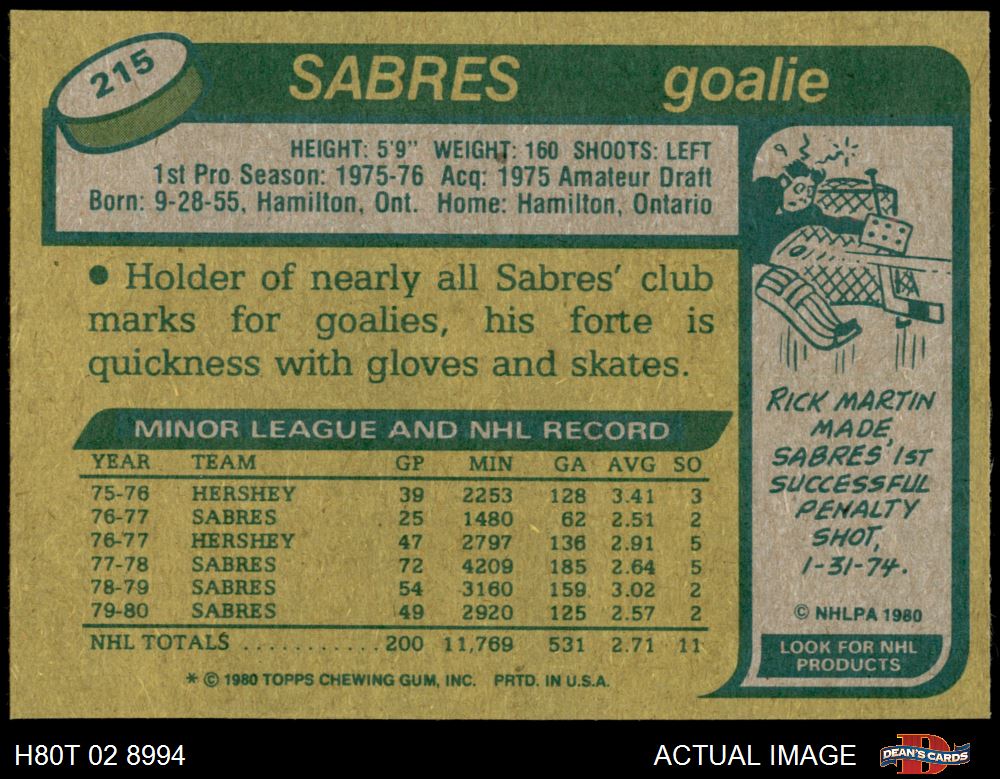 215
SABRES goalie
HEIGHT: 5'9" WEIGHT: 160 SHOOTS: LEFT
1st Pro Season: 1975-76 Acq: 1975 Amateur Draft
Born: 9-28-55, Hamilton, Ont. Home: Hamilton, Ontario
● Holder of nearly all Sabres' club
marks for goalies, his forte is
quickness with gloves and skates.
MINOR LEAGUE AND NHL RECORD
YEAR TEAM GP MIN GA AVG SO
75-76 HERSHEY 39 2253 128 3.41 3
76-77 SABRES 25 1480 62 2.51 2
76-77 HERSHEY 47 2797 136 2.91 5
77-78 SABRES 72 4209 185 2.64 5
78-79 SABRES 54 3160 159 3.02 2
79-80 SABRES 49 2920 125 2.57 2
NHL TOTALS ........... 200 11,769 531 2.71 11
* © 1980 TOPPS CHEWING GUM, INC. PRTD. IN U.S.A.
RICK MARTIN
MADE
SABRES' 1ST
SUCCESSFUL
PENALTY
SHOT,
1-31-74.
© NHLPA 1980
LOOK FOR NHL
PRODUCTS
H80T 02 8994
ACTUAL IMAGE
DEAN'S CARDS